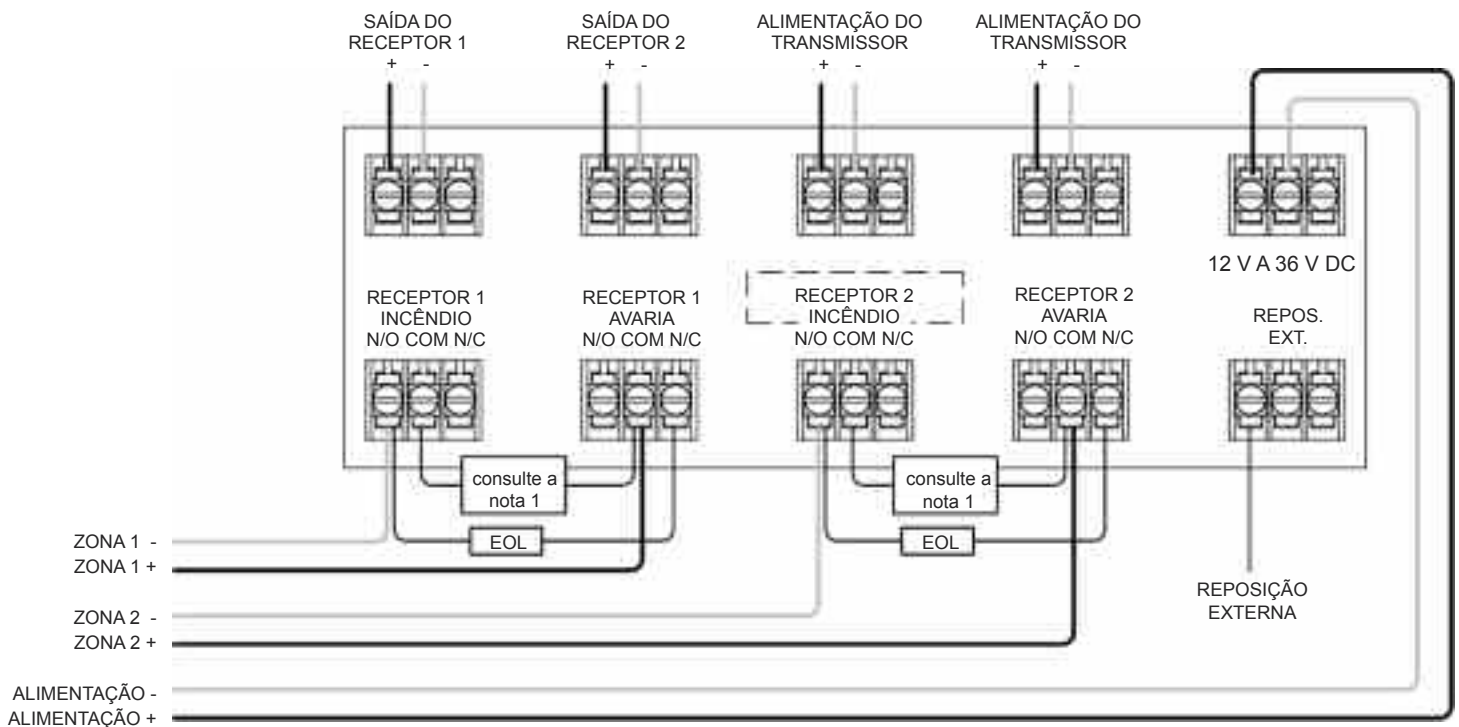 SAÍDA DO
RECEPTOR 1
+ -
SAÍDA DO
RECEPTOR 2
+ -
ALIMENTAÇÃO DO
TRANSMISSOR
+ -
ALIMENTAÇÃO DO
TRANSMISSOR
+ -
12 V A 36 V DC
RECEPTOR 1
INCÊNDIO
N/O COM N/C
RECEPTOR 1
AVARIA
N/O COM N/C
RECEPTOR 2
INCÊNDIO
N/O COM N/C
RECEPTOR 2
AVARIA
N/O COM N/C
REPOS.
EXT.
consulte a
nota 1
EOL
consulte a
nota 1
EOL
REPOSIÇÃO
EXTERNA
ZONA 1 -
ZONA 1 +
ZONA 2 -
ZONA 2 +
ALIMENTAÇÃO -
ALIMENTAÇÃO +